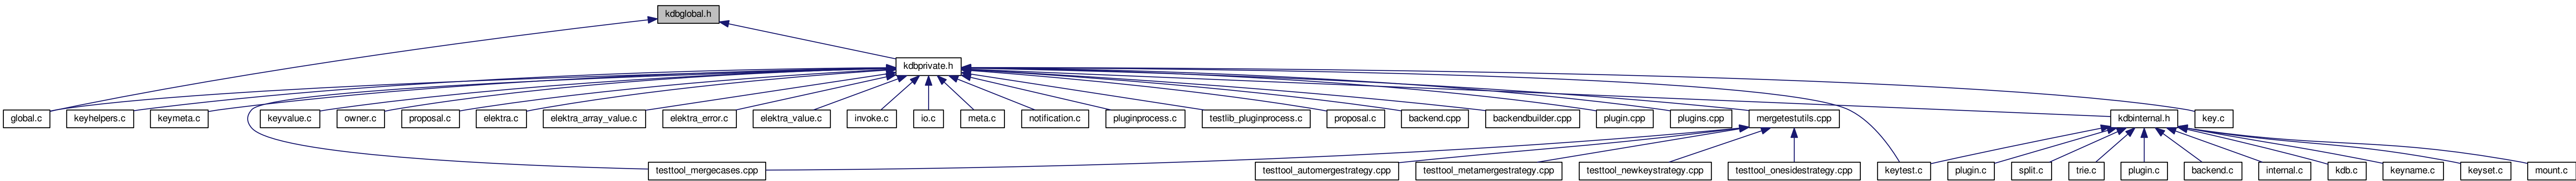 kdbglobal.h
kdbprivate.h
global.c
keyhelpers.c
keymeta.c
keyvalue.c
owner.c
proposal.c
elektra.c
elektra_array_value.c
elektra_error.c
elektra_value.c
invoke.c
io.c
meta.c
notification.c
pluginprocess.c
testlib_pluginprocess.c
proposal.c
backend.cpp
backendbuilder.cpp
plugin.cpp
plugins.cpp
mergetestutils.cpp
kdbinternal.h
key.c
testtool_mergecases.cpp
testtool_automergestrategy.cpp
testtool_metamergestrategy.cpp
testtool_newkeystrategy.cpp
testtool_onesidestrategy.cpp
keytest.c
plugin.c
split.c
trie.c
plugin.c
backend.c
internal.c
kdb.c
keyname.c
keyset.c
mount.c